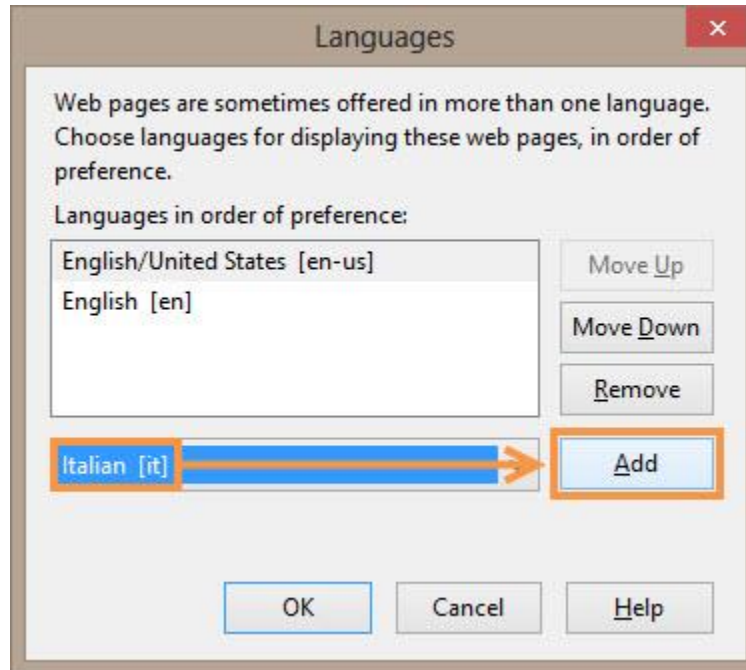 Languages
Web pages are sometimes offered in more than one language.
Choose languages for displaying these web pages, in order of
preference.
Languages in order of preference:
English/United States [en-us]
English [en]
Move Up
Move Down
Remove
Italian [it]
Add
OK
Cancel
Help